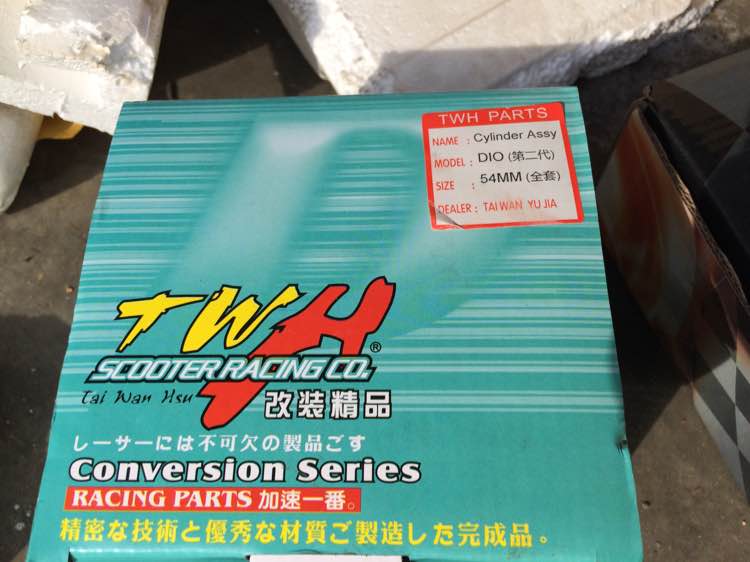 TWH PARTS
NAME : Cylinder Assy
MODEL : DIO (第二代)
SIZE : 54MM (全套)
DEALER : TAIWAN YU JIA
TWH®
SCOOTER RACING CO.
Tai Wan Hsu
改装精品
レーサーには不可欠の製品ごす
Conversion Series
RACING PARTS 加速一番。
精密な技術と優秀な材質ご製造した完成品。